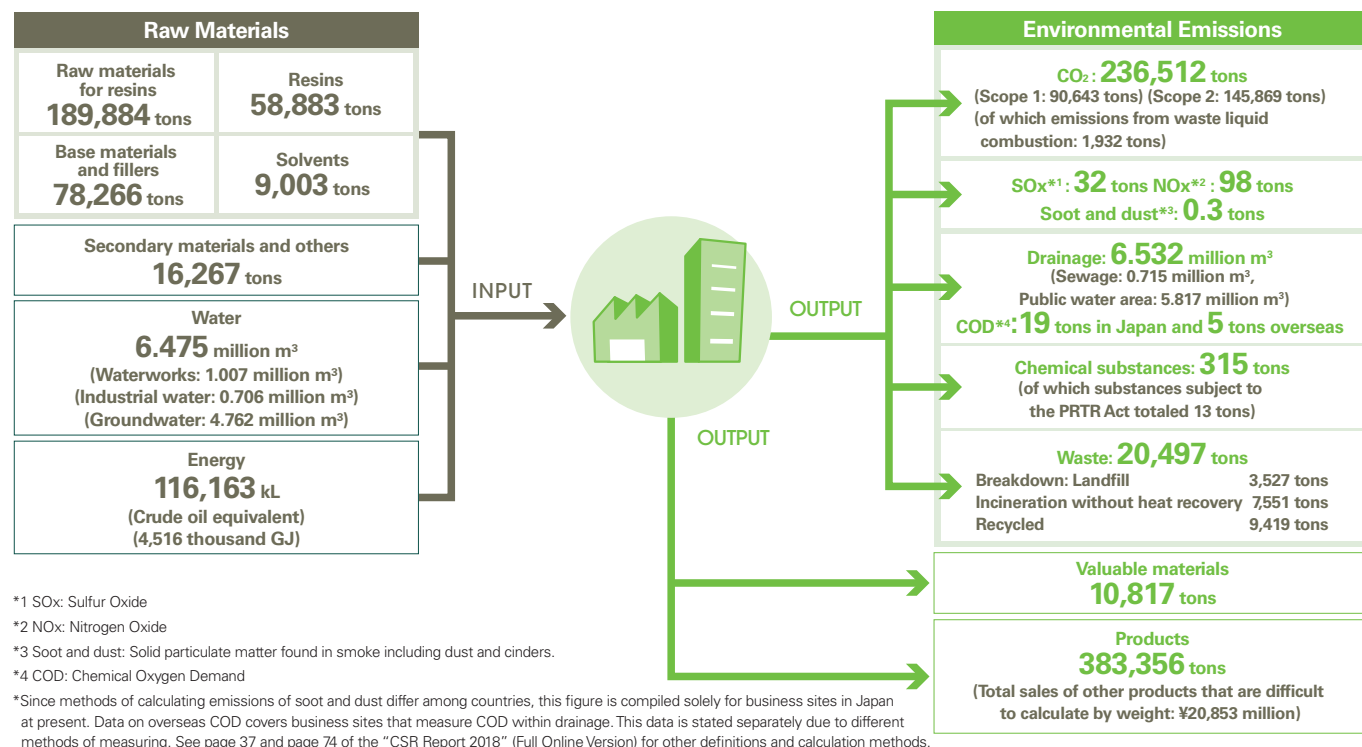 Raw Materials
Raw materials
for resins
189,884 tons
Resins
58,883 tons
Base materials
and fillers
78,266 tons
Solvents
9,003 tons
Secondary materials and others
16,267 tons
Water
6.475 million m³
(Waterworks: 1.007 million m³)
(Industrial water: 0.706 million m³)
(Groundwater: 4.762 million m³)
Energy
116,163 kL
(Crude oil equivalent)
(4,516 thousand GJ)
INPUT
OUTPUT
OUTPUT
Environmental Emissions
CO₂ : 236,512 tons
(Scope 1: 90,643 tons) (Scope 2: 145,869 tons)
(of which emissions from waste liquid
combustion: 1,932 tons)
SOx*1 : 32 tons NOx*2 : 98 tons
Soot and dust*3: 0.3 tons
Drainage: 6.532 million m³
(Sewage: 0.715 million m³,
Public water area: 5.817 million m³)
COD*4: 19 tons in Japan and 5 tons overseas
Chemical substances: 315 tons
(of which substances subject to
the PRTR Act totaled 13 tons)
Waste: 20,497 tons
Breakdown: Landfill 3,527 tons
Incineration without heat recovery 7,551 tons
Recycled 9,419 tons
Valuable materials
10,817 tons
Products
383,356 tons
(Total sales of other products that are difficult
to calculate by weight: ¥20,853 million)
*1 SOx: Sulfur Oxide
*2 NOx: Nitrogen Oxide
*3 Soot and dust: Solid particulate matter found in smoke including dust and cinders.
*4 COD: Chemical Oxygen Demand
*Since methods of calculating emissions of soot and dust differ among countries, this figure is compiled solely for business sites in Japan
at present. Data on overseas COD covers business sites that measure COD within drainage. This data is stated separately due to different
methods of measuring. See page 37 and page 74 of the “CSR Report 2018” (Full Online Version) for other definitions and calculation methods.